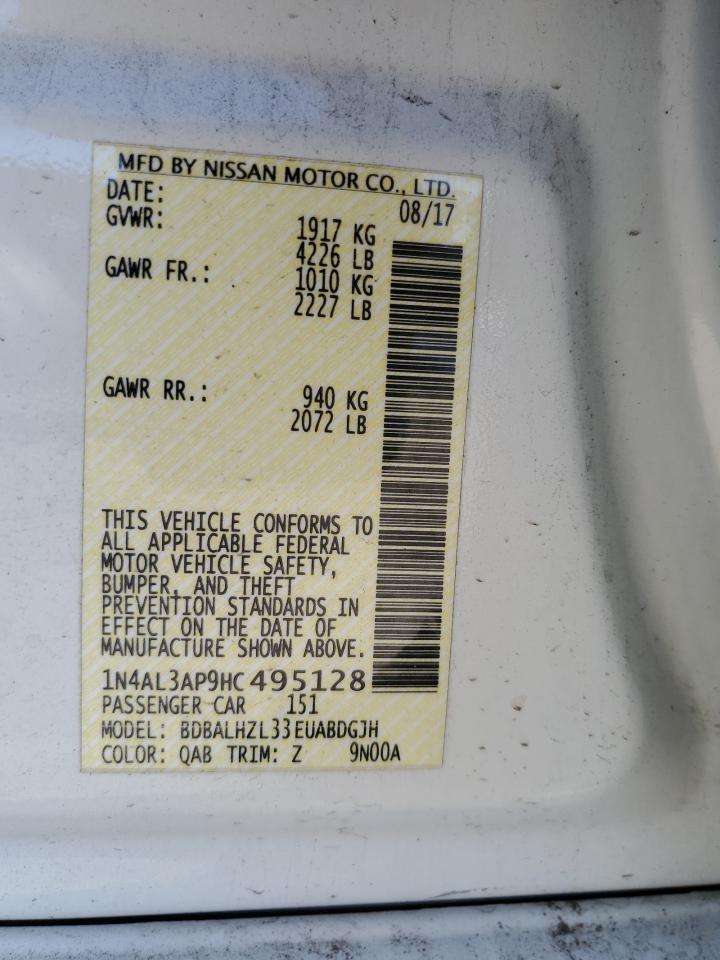 MFD BY NISSAN MOTOR CO., LTD.
DATE: 08/17
GVWR: 1917 KG
4226 LB
GAWR FR.: 1010 KG
2227 LB
GAWR RR.: 940 KG
2072 LB
THIS VEHICLE CONFORMS TO
ALL APPLICABLE FEDERAL
MOTOR VEHICLE SAFETY,
BUMPER, AND THEFT
PREVENTION STANDARDS IN
EFFECT ON THE DATE OF
MANUFACTURE SHOWN ABOVE.
1N4AL3AP9HC495128
PASSENGER CAR 151
MODEL: BDBALHZL33EUABDGJH
COLOR: QAB TRIM: Z 9N00A